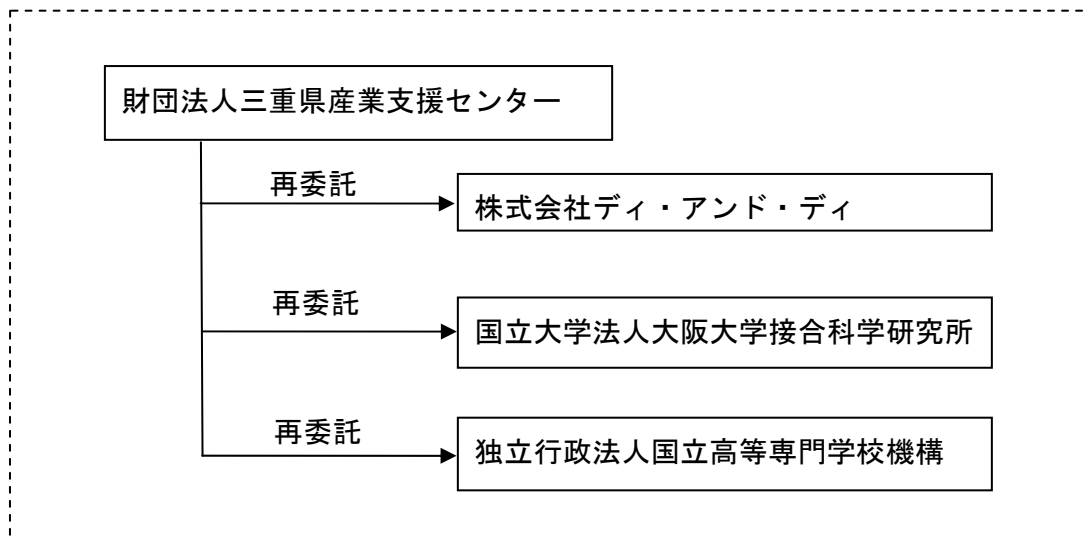 財団法人三重県産業支援センター
再委託
株式会社ディ・アンド・ディ
再委託
国立大学法人大阪大学接合科学研究所
再委託
独立行政法人国立高等専門学校機構